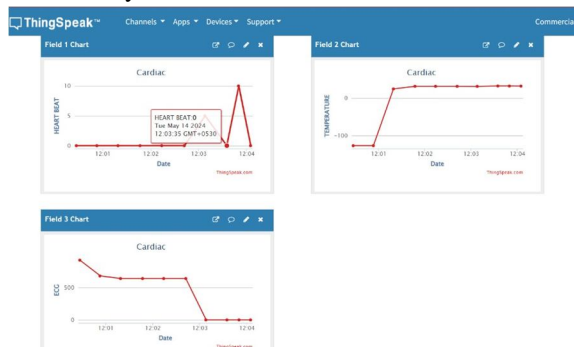 ThingSpeak™ Channels Apps Devices Support Commercia
Field 1 Chart
Cardiac
HEART BEAT
10
5
0
HEART BEAT:0
Tue May 14 2024
12:03:35 GMT+0530
12:01 12:02 12:03 12:04
Date
ThingSpeak.com
Field 2 Chart
Cardiac
TEMPERATURE
0
-100
12:01 12:02 12:03 12:04
Date
ThingSpeak.com
Field 3 Chart
Cardiac
ECG
500
0
12:01 12:02 12:03 12:04
Date
ThingSpeak.com